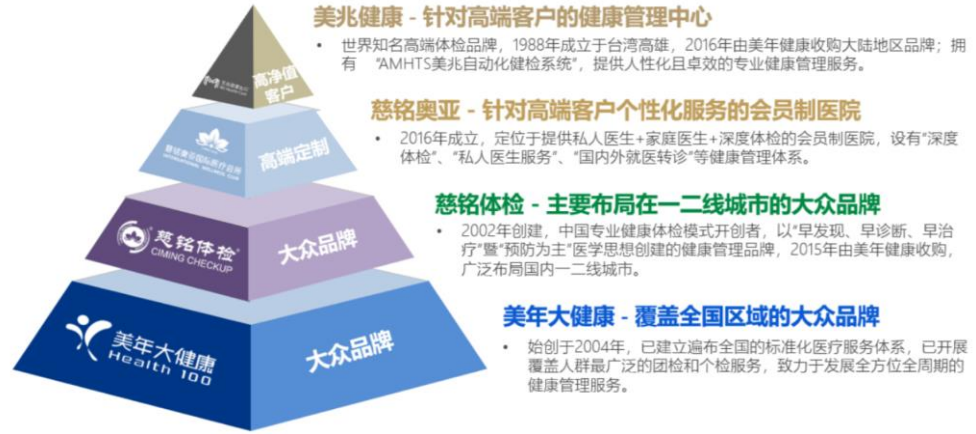 美兆健康 - 针对高端客户的健康管理中心
• 世界知名高端体检品牌，1988年成立于台湾高雄，2016年由美年健康收购大陆地区品牌；拥
有 “AMHTS美兆自动化健检系统”，提供人性化且卓效的专业健康管理服务。
高净值
客户
慈铭奥亚 - 针对高端客户个性化服务的会员制医院
• 2016年成立，定位于提供私人医生+家庭医生+深度体检的会员制医院，设有“深度
体检”、“私人医生服务”、“国内外就医转诊”等健康管理体系。
高端定制
慈铭体检 - 主要布局在一二线城市的大众品牌
• 2002年创建，中国专业健康体检模式开创者，以“早发现、早诊断、早治
疗”暨“预防为主”医学思想创建的健康管理品牌，2015年由美年健康收购，
广泛布局国内一二线城市。
慈铭体检
CIMING CHECKUP
大众品牌
美年大健康 - 覆盖全国区域的大众品牌
• 始创于2004年，已建立遍布全国的标准化医疗服务体系，已开展
覆盖人群最广泛的团检和个检服务，致力于发展全方位全周期的
健康管理服务。
美年大健康
Health 100
大众品牌